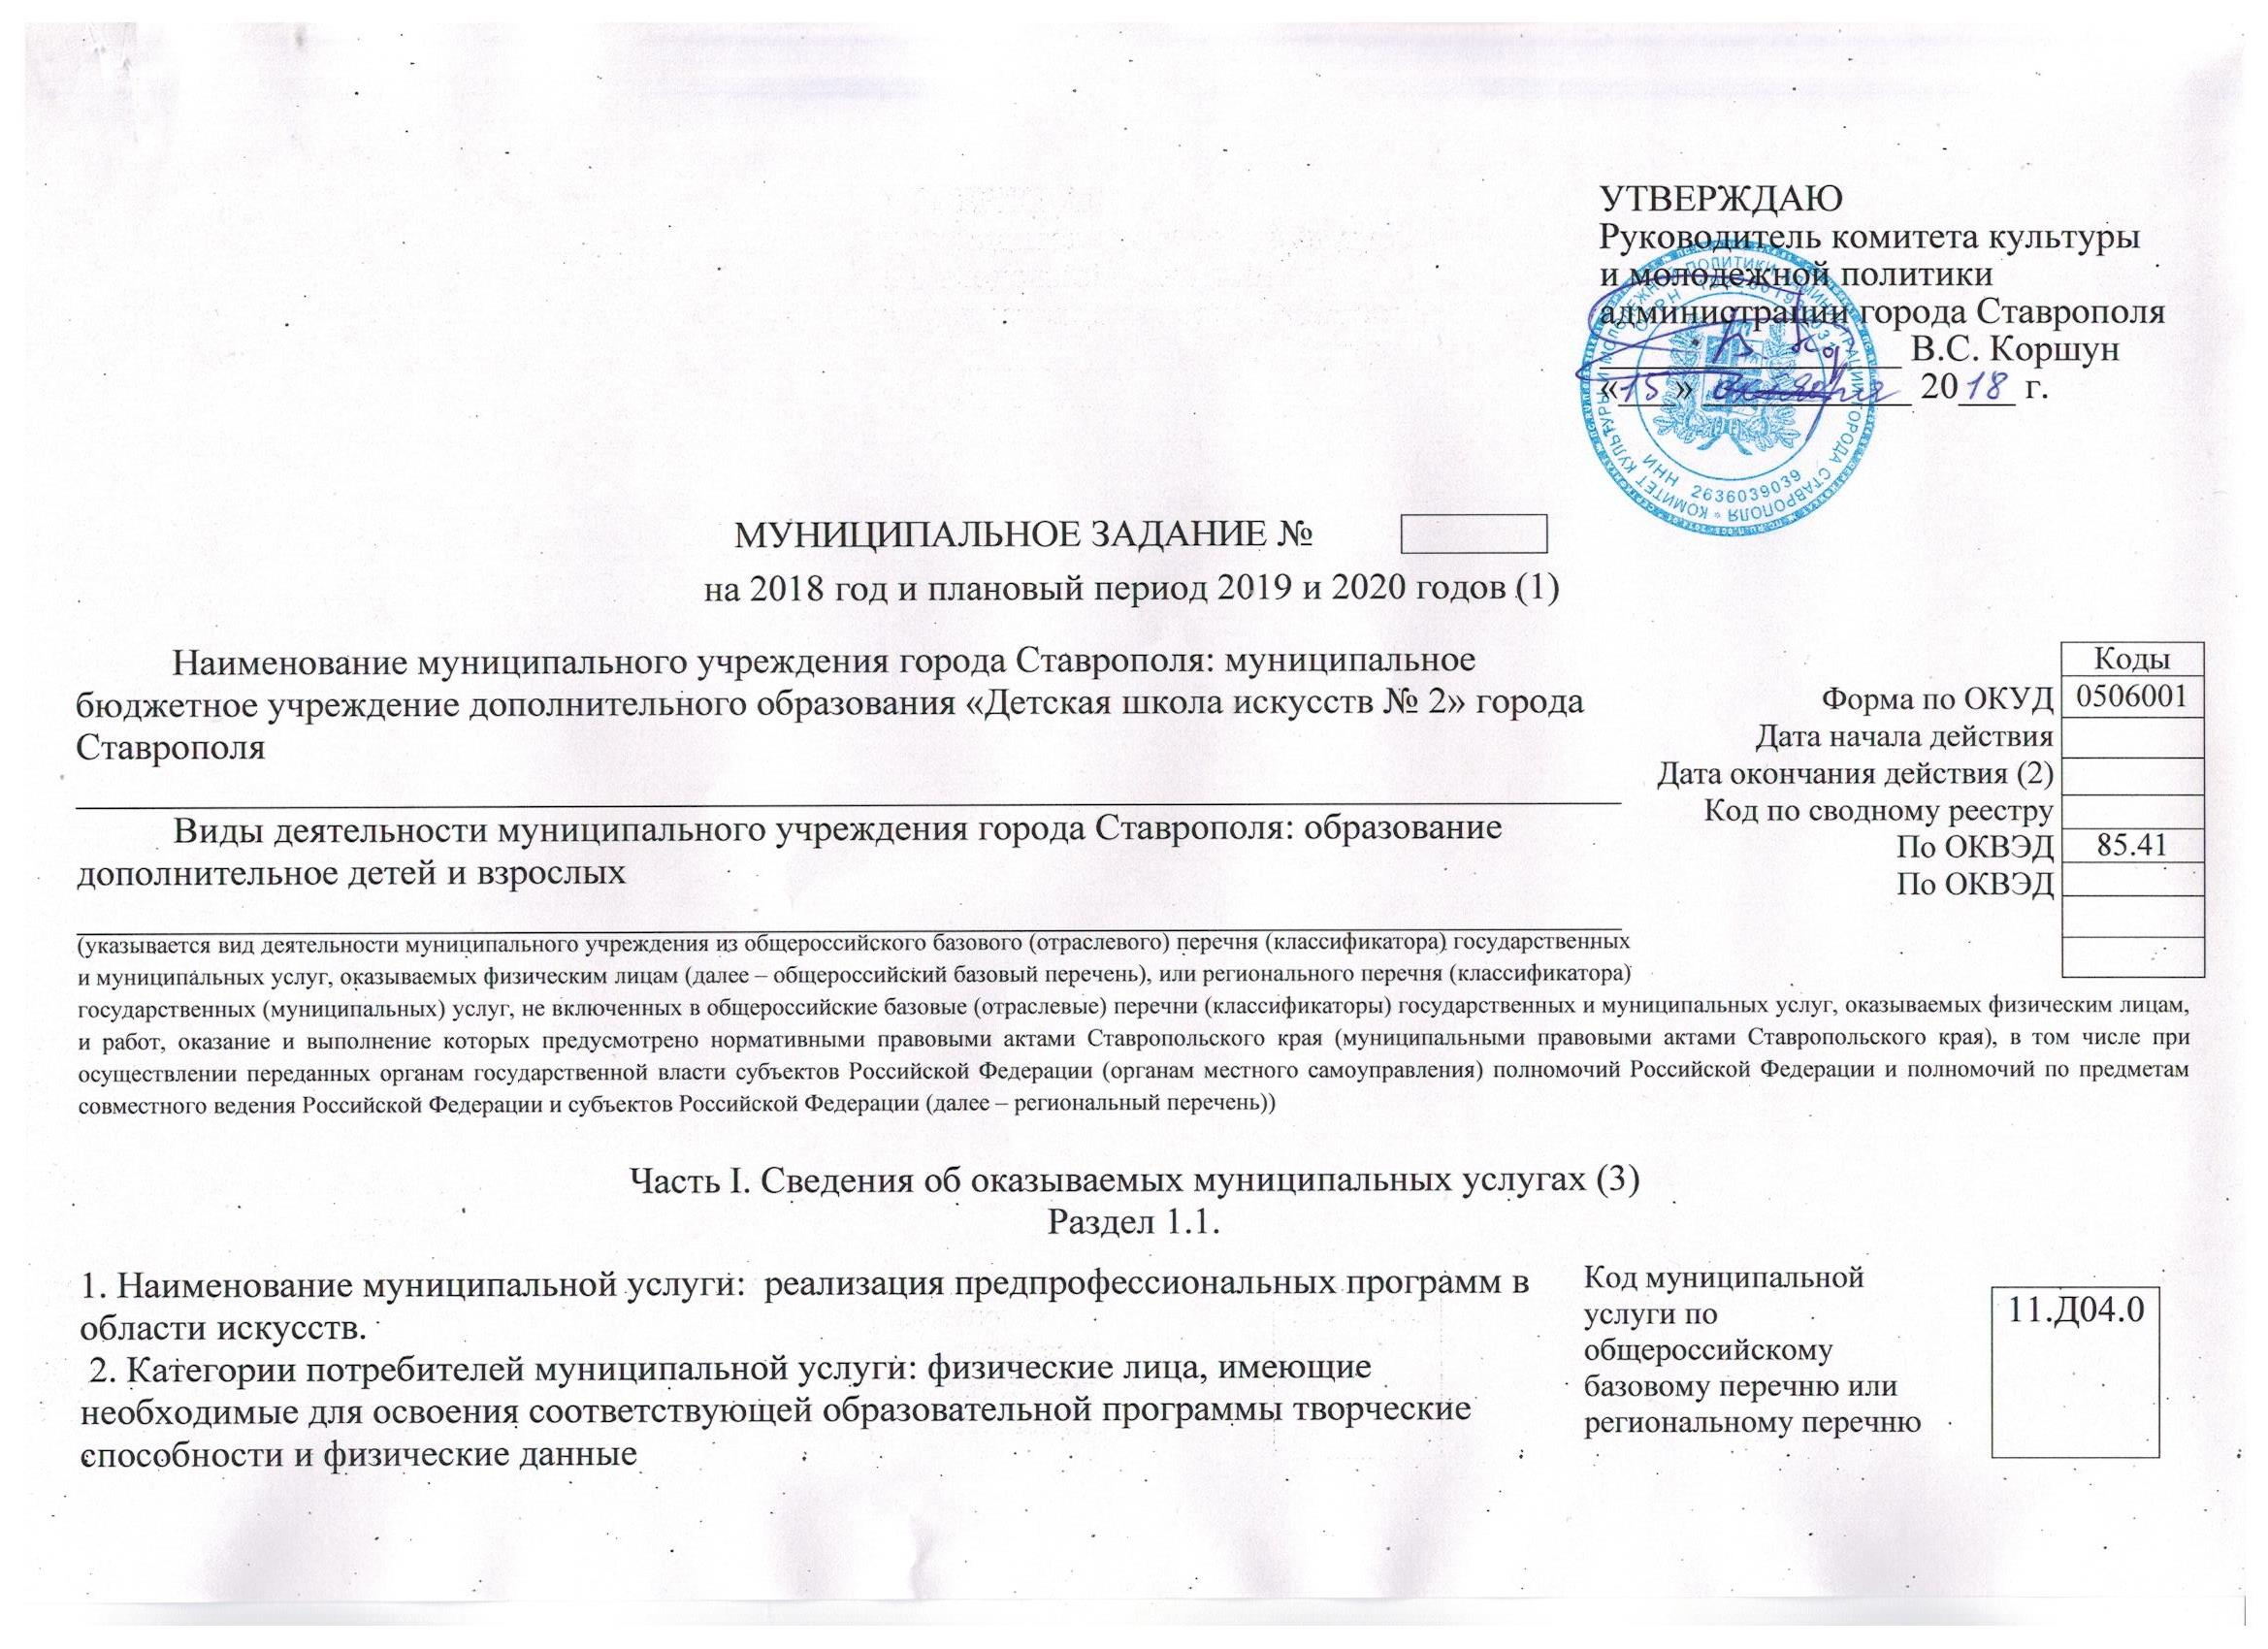 УТВЕРЖДАЮ
Руководитель комитета культуры
и молодежной политики
администрации города Ставрополя
В.С. Коршун
«15» октября 2018 г.
КОМИТЕТ КУЛЬТУРЫ И МОЛОДЕЖНОЙ ПОЛИТИКИ АДМИНИСТРАЦИИ ГОРОДА СТАВРОПОЛЯ
ИНН 2636039039
МУНИЦИПАЛЬНОЕ ЗАДАНИЕ №
на 2018 год и плановый период 2019 и 2020 годов (1)
Наименование муниципального учреждения города Ставрополя: муниципальное
бюджетное учреждение дополнительного образования «Детская школа искусств № 2» города
Ставрополя
Виды деятельности муниципального учреждения города Ставрополя: образование
дополнительное детей и взрослых
Коды
Форма по ОКУД 0506001
Дата начала действия
Дата окончания действия (2)
Код по сводному реестру
По ОКВЭД 85.41
По ОКВЭД
(указывается вид деятельности муниципального учреждения из общероссийского базового (отраслевого) перечня (классификатора) государственных
и муниципальных услуг, оказываемых физическим лицам (далее – общероссийский базовый перечень), или регионального перечня (классификатора)
государственных (муниципальных) услуг, не включенных в общероссийские базовые (отраслевые) перечни (классификаторы) государственных и муниципальных услуг, оказываемых физическим лицам,
и работ, оказание и выполнение которых предусмотрено нормативными правовыми актами Ставропольского края (муниципальными правовыми актами Ставропольского края), в том числе при
осуществлении переданных органам государственной власти субъектов Российской Федерации (органам местного самоуправления) полномочий Российской Федерации и полномочий по предметам
совместного ведения Российской Федерации и субъектов Российской Федерации (далее – региональный перечень))
Часть I. Сведения об оказываемых муниципальных услугах (3)
Раздел 1.1.
1. Наименование муниципальной услуги: реализация предпрофессиональных программ в
области искусств.
2. Категории потребителей муниципальной услуги: физические лица, имеющие
необходимые для освоения соответствующей образовательной программы творческие
способности и физические данные
Код муниципальной
услуги по
общероссийскому
базовому перечню или
региональному перечню
11.Д04.0